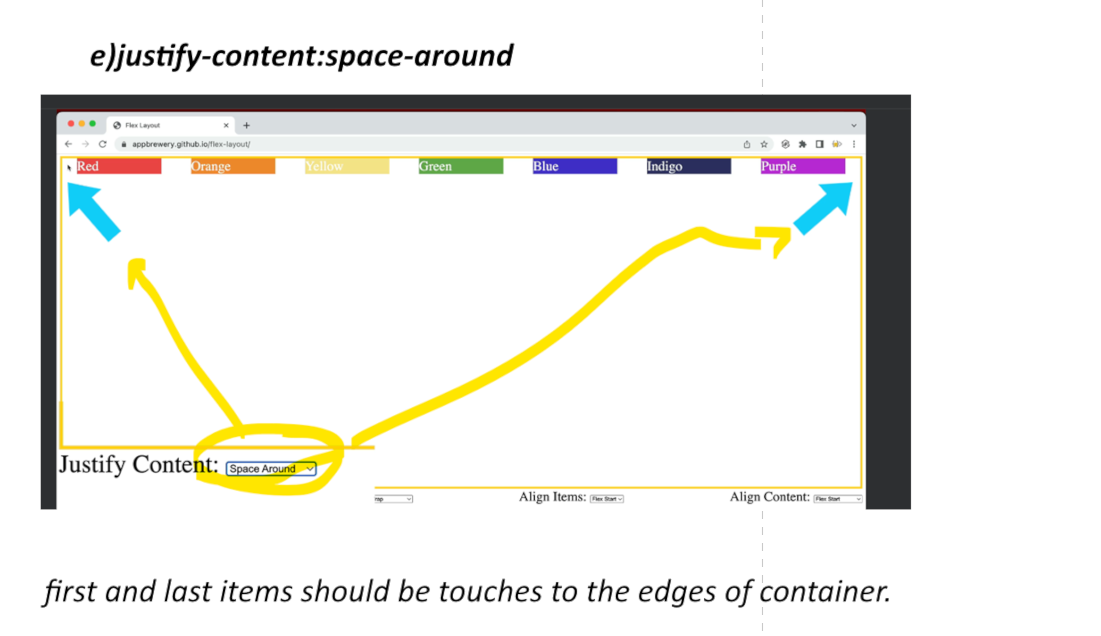 e)justify-content:space-around
Flex Layout
appbrewery.github.io/flex-layout/
Red Orange Yellow Green Blue Indigo Purple
Justify Content: Space Around
Align Items: Flex Start Align Content: Flex Start
first and last items should be touches to the edges of container.